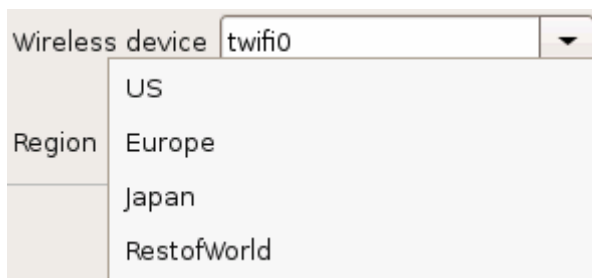 Wireless device twifi0
US
Region Europe
Japan
RestofWorld